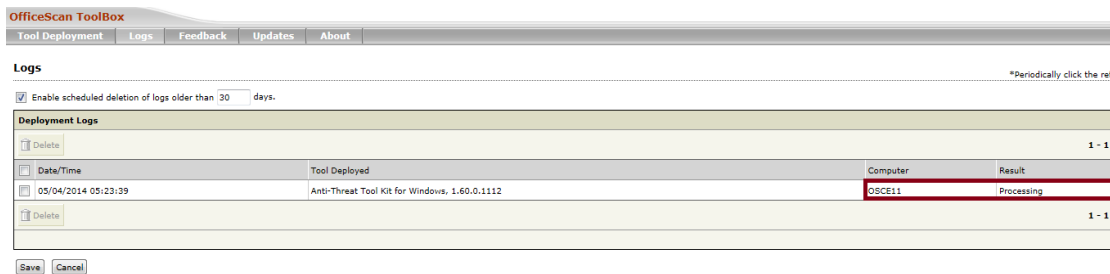 OfficeScan ToolBox
Tool Deployment Logs Feedback Updates About
Logs
*Periodically click the
Enable scheduled deletion of logs older than 30 days.
Deployment Logs
Delete 1 - 1
Date/Time Tool Deployed Computer Result
05/04/2014 05:23:39 Anti-Threat Tool Kit for Windows, 1.60.0.1112 OSCE11 Processing
Delete 1 - 1
Save Cancel